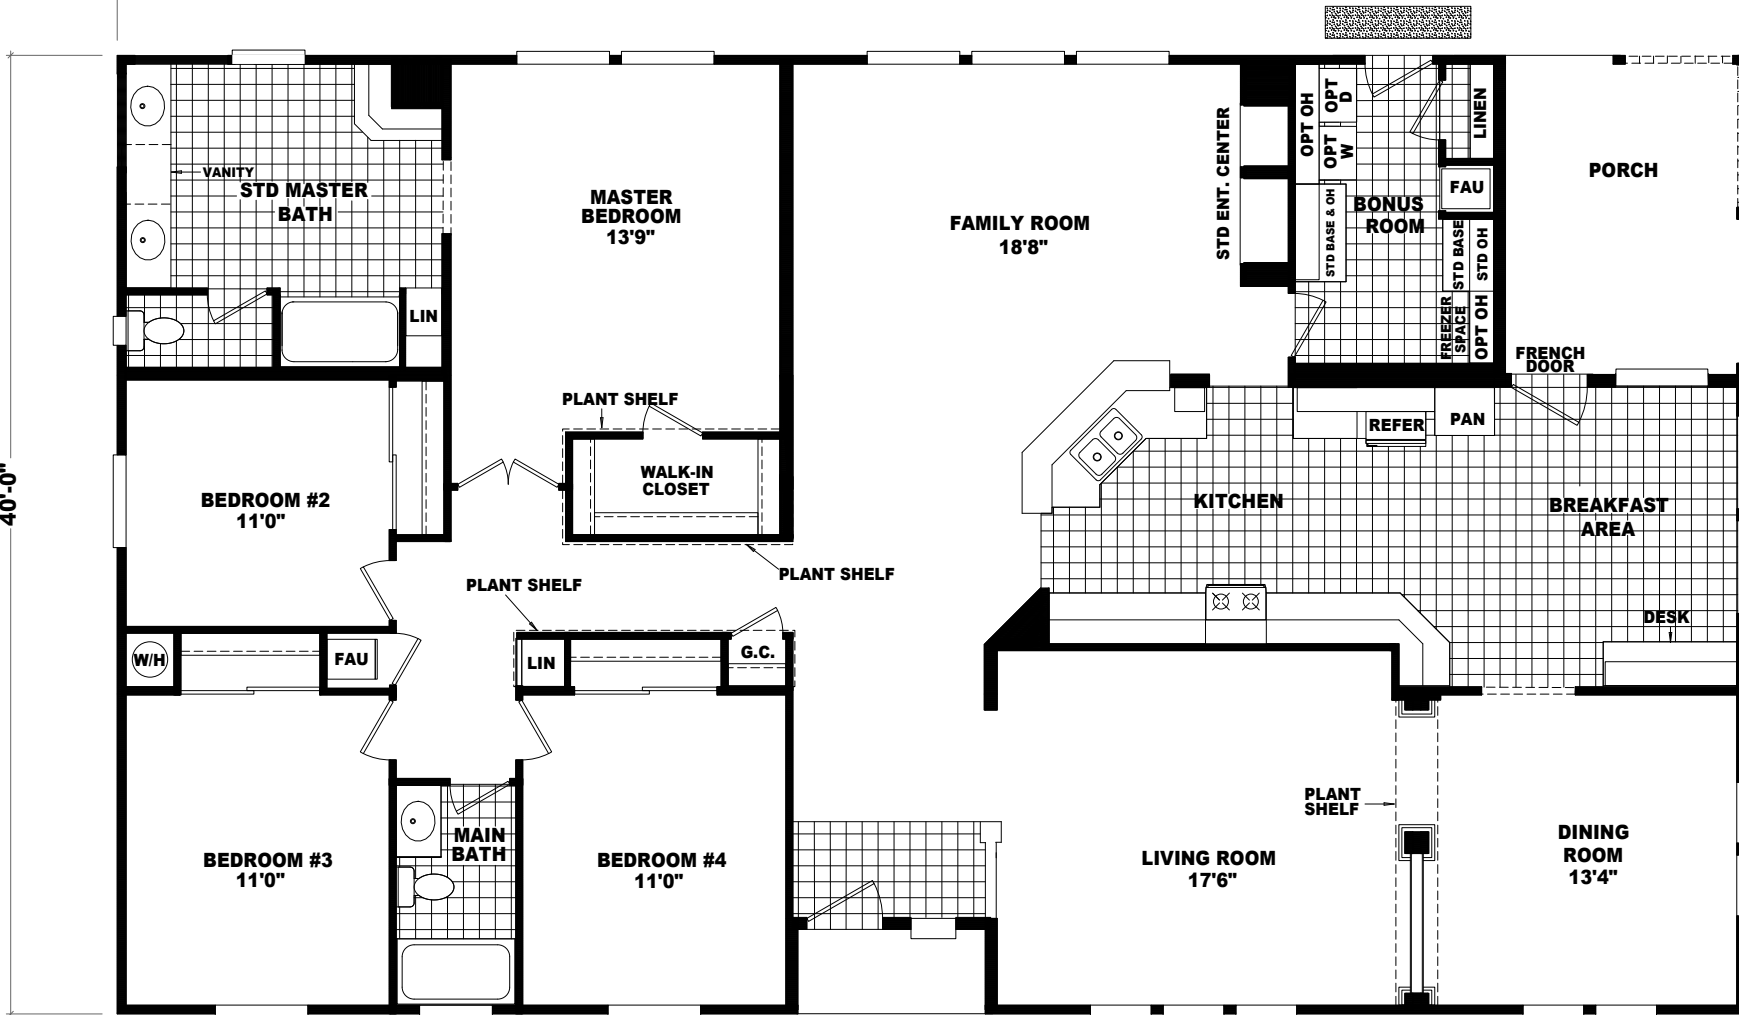 40'-0"
VANITY
STD MASTER
BATH
LIN
MASTER
BEDROOM
13'9"
FAMILY ROOM
18'8"
STD ENT. CENTER
OPT OH
OPT
D
OPT
W
LINEN
FAU
BONUS
ROOM
STD BASE & OH
STD BASE
STD OH
FREEZER
SPACE
OPT OH
PORCH
FRENCH
DOOR
PLANT SHELF
WALK-IN
CLOSET
REFER
PAN
BEDROOM #2
11'0"
KITCHEN
BREAKFAST
AREA
PLANT SHELF
PLANT SHELF
DESK
W/H
FAU
LIN
G.C.
PLANT
SHELF
BEDROOM #3
11'0"
MAIN
BATH
BEDROOM #4
11'0"
LIVING ROOM
17'6"
DINING
ROOM
13'4"